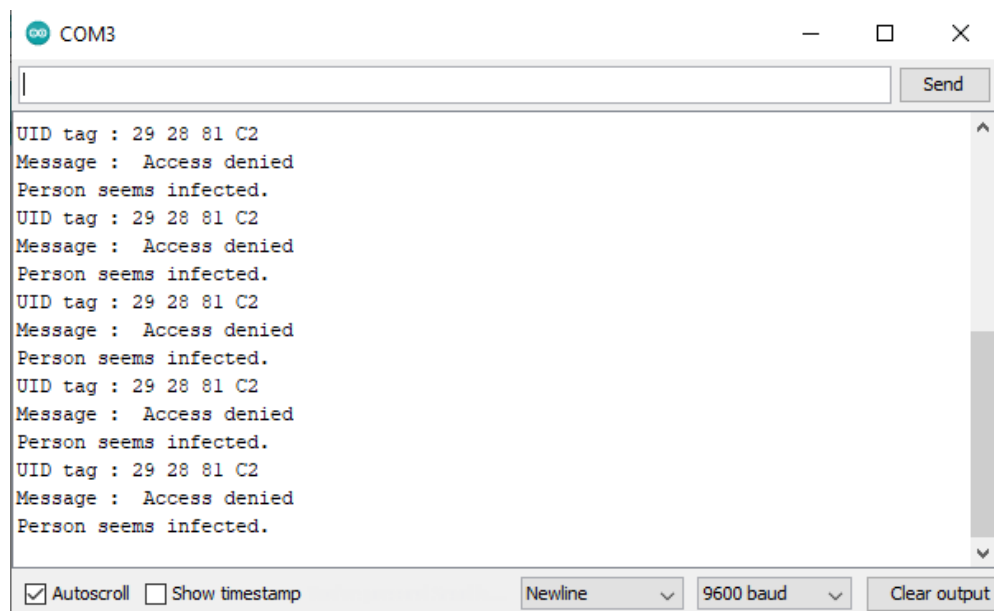 COM3
Send
UID tag : 29 28 81 C2
Message :  Access denied
Person seems infected.
UID tag : 29 28 81 C2
Message :  Access denied
Person seems infected.
UID tag : 29 28 81 C2
Message :  Access denied
Person seems infected.
UID tag : 29 28 81 C2
Message :  Access denied
Person seems infected.
UID tag : 29 28 81 C2
Message :  Access denied
Person seems infected.
Autoscroll Show timestamp Newline 9600 baud Clear output